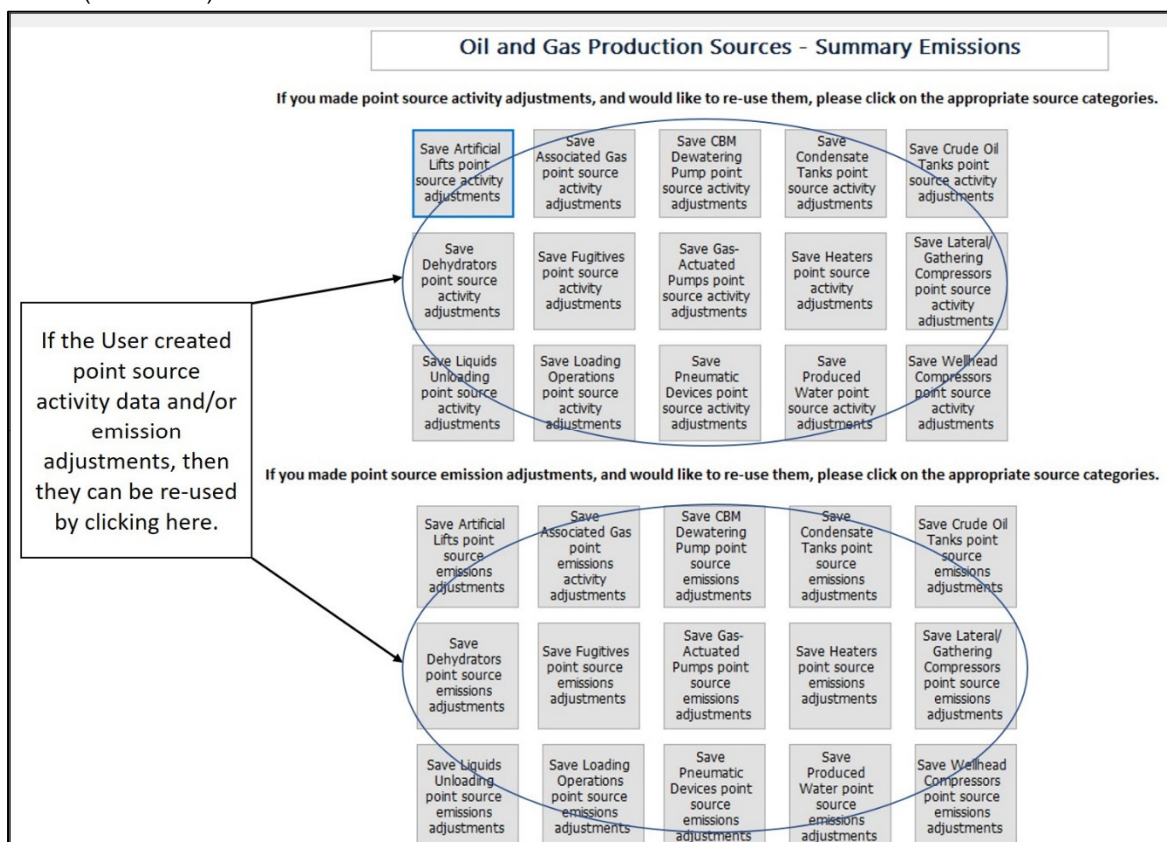 Oil and Gas Production Sources - Summary Emissions
If you made point source activity adjustments, and would like to re-use them, please click on the appropriate source categories.
Save Artificial
Lifts point
source activity
adjustments
Save
Associated Gas
point source
activity
adjustments
Save CBM
Dewatering
Pump point
source activity
adjustments
Save
Condensate
Tanks point
source activity
adjustments
Save Crude Oil
Tanks point
source activity
adjustments
Save
Dehydrators
point source
activity
adjustments
Save Fugitives
point source
activity
adjustments
Save Gas-
Actuated
Pumps point
source activity
adjustments
Save Heaters
point source
activity
adjustments
Save Lateral/
Gathering
Compressors
point source
activity
adjustments
If the User created
point source
activity data and/or
emission
adjustments, then
they can be re-used
by clicking here.
Save Liquids
Unloading
point source
activity
adjustments
Save Loading
Operations
point source
activity
adjustments
Save
Pneumatic
Devices point
source activity
adjustments
Save
Produced
Water point
source activity
adjustments
Save Wellhead
Compressors
point source
activity
adjustments
If you made point source emission adjustments, and would like to re-use them, please click on the appropriate source categories.
Save Artificial
Lifts point
source
emissions
adjustments
Save
Associated Gas
point
emissions
activity
adjustments
Save CBM
Dewatering
Pump point
source
emissions
adjustments
Save
Condensate
Tanks point
source
emissions
adjustments
Save Crude Oil
Tanks point
source
emissions
adjustments
Save
Dehydrators
point source
emissions
adjustments
Save Fugitives
point source
emissions
adjustments
Save Gas-
Actuated
Pumps point
source
emissions
adjustments
Save Heaters
point source
emissions
adjustments
Save Lateral/
Gathering
Compressors
point source
emissions
adjustments
Save Liquids
Unloading
point source
emissions
adjustments
Save Loading
Operations
point source
emissions
adjustments
Save
Pneumatic
Devices point
source
emissions
adjustments
Save
Produced
Water point
source
emissions
adjustments
Save Wellhead
Compressors
point source
emissions
adjustments